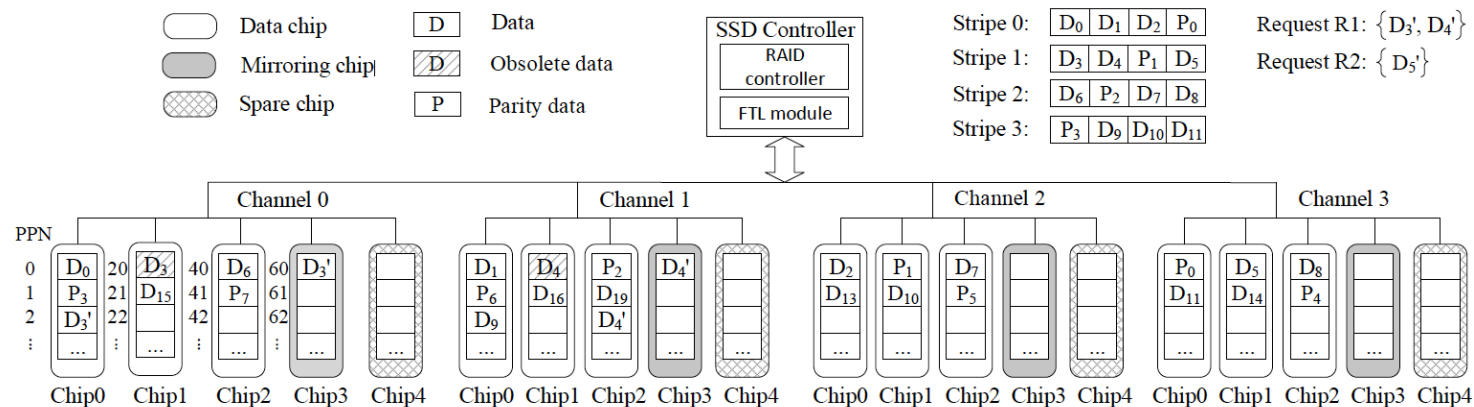 Data chip
D Data
Mirroring chip
D Obsolete data
Spare chip
P Parity data
SSD Controller
RAID controller
FTL module
Stripe 0: D₀ D₁ D₂ P₀
Stripe 1: D₃ D₄ P₁ D₅
Stripe 2: D₆ P₂ D₇ D₈
Stripe 3: P₃ D₉ D₁₀ D₁₁
Request R1: {D₃', D₄'}
Request R2: {D₅'}
Channel 0 Channel 1 Channel 2 Channel 3
PPN
0 D₀ 20 D₃ 40 D₆ 60 D₃' D₁ D₄ P₂ D₄' D₂ P₁ D₇ P₀ D₅ D₈
1 P₃ 21 D₁₅ 41 P₇ 61 P₆ D₁₆ D₁₉ D₁₃ D₁₀ P₅ D₁₁ D₁₄ P₄
2 D₃' 22 42 62 D₉ D₄'
⋮ ... ⋮ ... ⋮ ... ⋮ ... ... ... ... ... ... ... ... ... ... ... ... ... ... ... ... ...
Chip0 Chip1 Chip2 Chip3 Chip4 Chip0 Chip1 Chip2 Chip3 Chip4 Chip0 Chip1 Chip2 Chip3 Chip4 Chip0 Chip1 Chip2 Chip3 Chip4